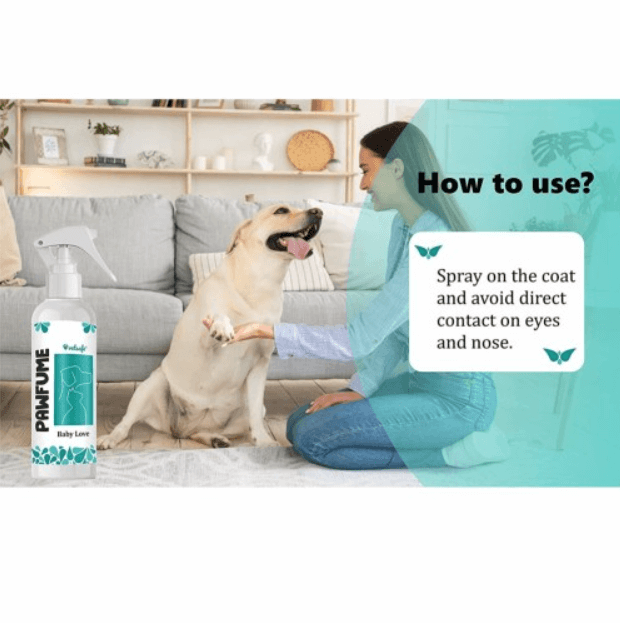 How to use?
Spray on the coat
and avoid direct
contact on eyes
and nose.
PAWFUME
Baby Love